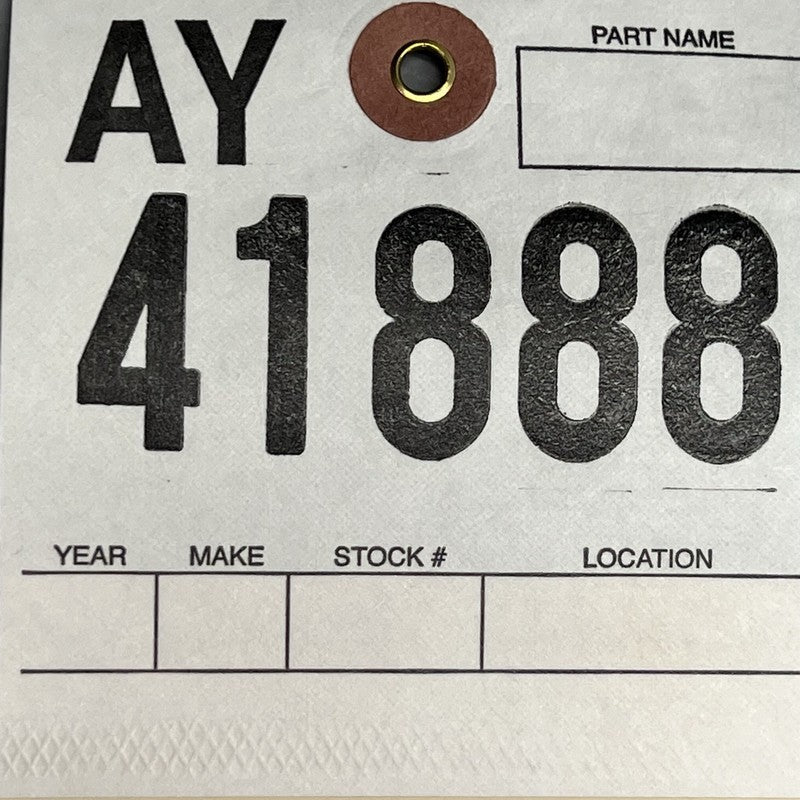 AY
PART NAME
41888
YEAR MAKE STOCK # LOCATION